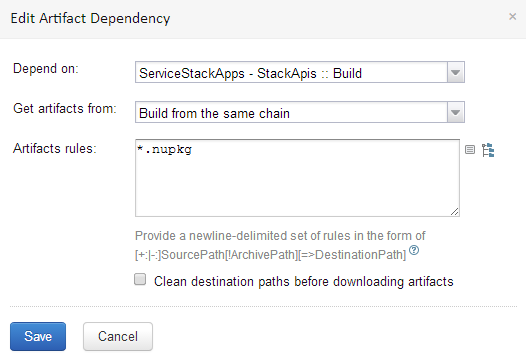 Edit Artifact Dependency
Depend on: ServiceStackApps - StackApis :: Build
Get artifacts from: Build from the same chain
Artifacts rules: *.nupkg
Provide a newline-delimited set of rules in the form of
[+:|-:]SourcePath[!ArchivePath][=>DestinationPath]
Clean destination paths before downloading artifacts
Save Cancel